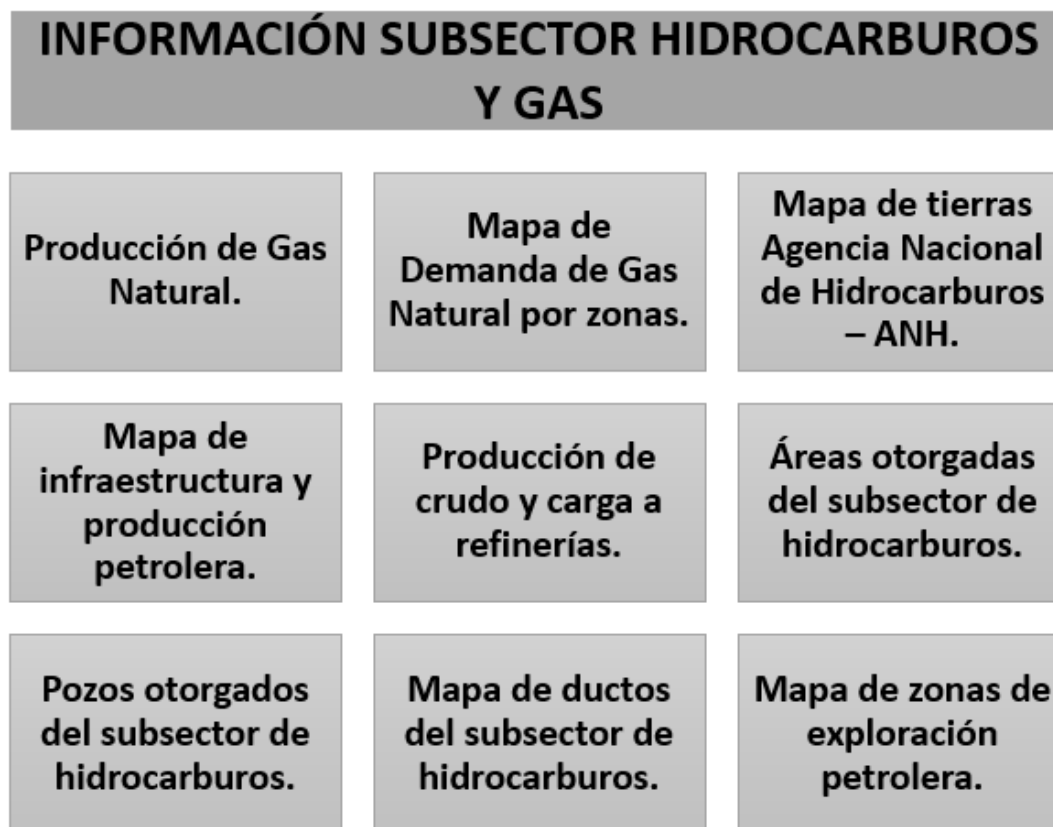 INFORMACIÓN SUBSECTOR HIDROCARBUROS
Y GAS
Producción de Gas
Natural.
Mapa de
Demanda de Gas
Natural por zonas.
Mapa de tierras
Agencia Nacional
de Hidrocarburos
– ANH.
Mapa de
infraestructura y
producción
petrolera.
Producción de
crudo y carga a
refinerías.
Áreas otorgadas
del subsector de
hidrocarburos.
Pozos otorgados
del subsector de
hidrocarburos.
Mapa de ductos
del subsector de
hidrocarburos.
Mapa de zonas de
exploración
petrolera.